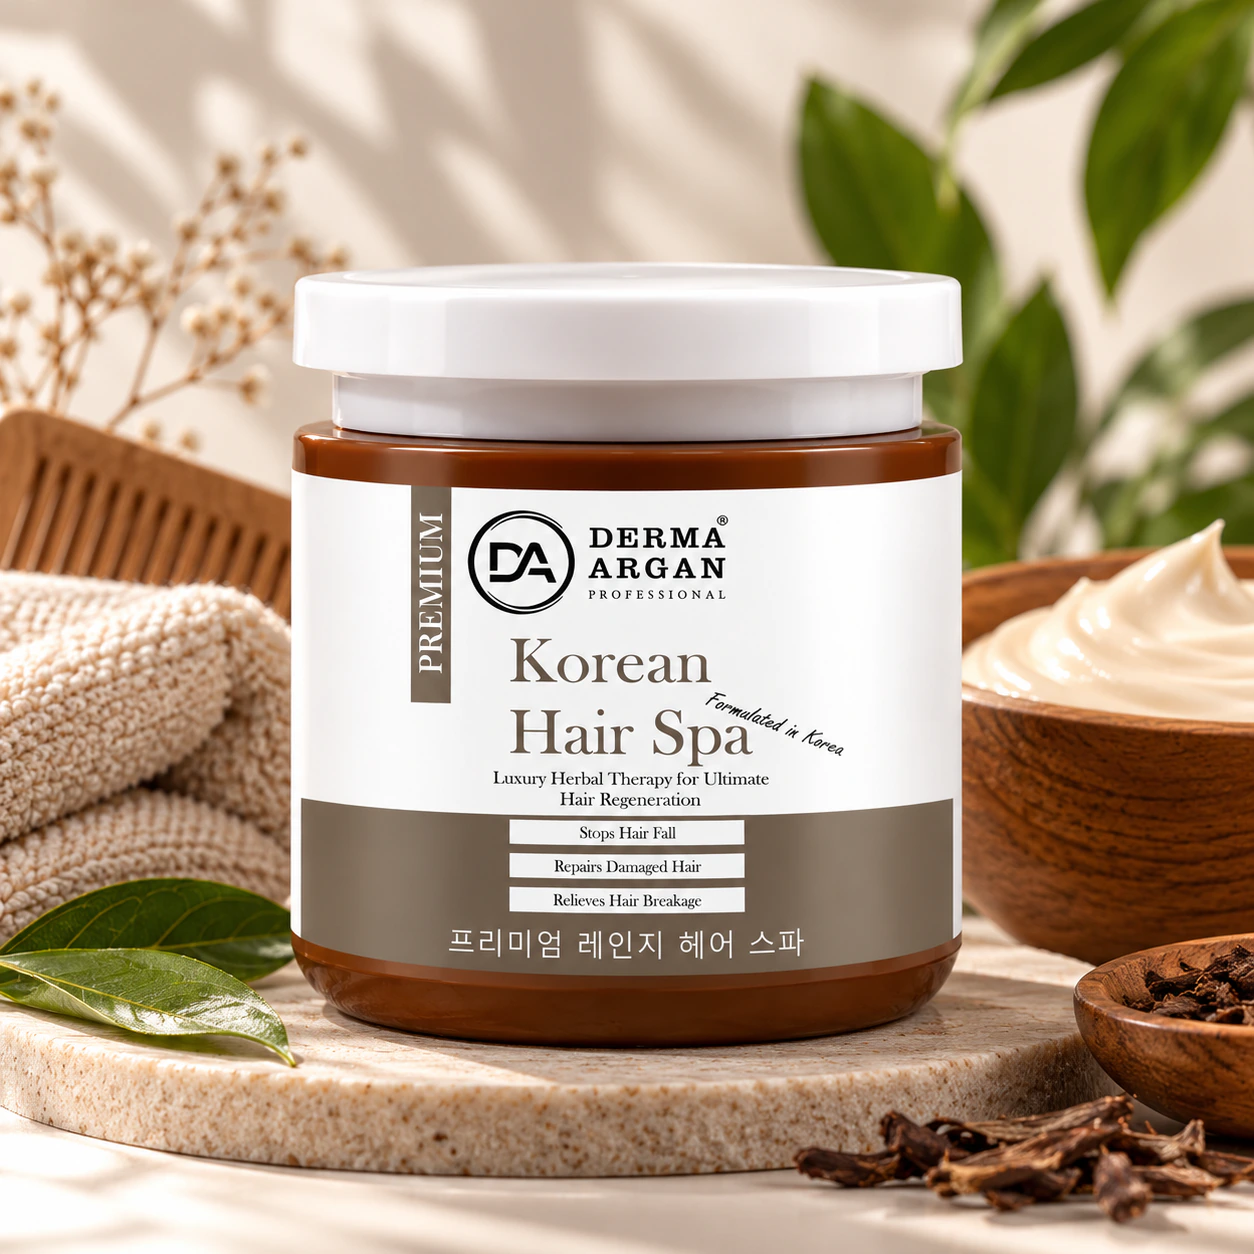 PREMIUM
DA
DERMA®
ARGAN
PROFESSIONAL
Korean
Hair Spa
Formulated in Korea
Luxury Herbal Therapy for Ultimate
Hair Regeneration
Stops Hair Fall
Repairs Damaged Hair
Relieves Hair Breakage
프리미엄 레인지 헤어 스파